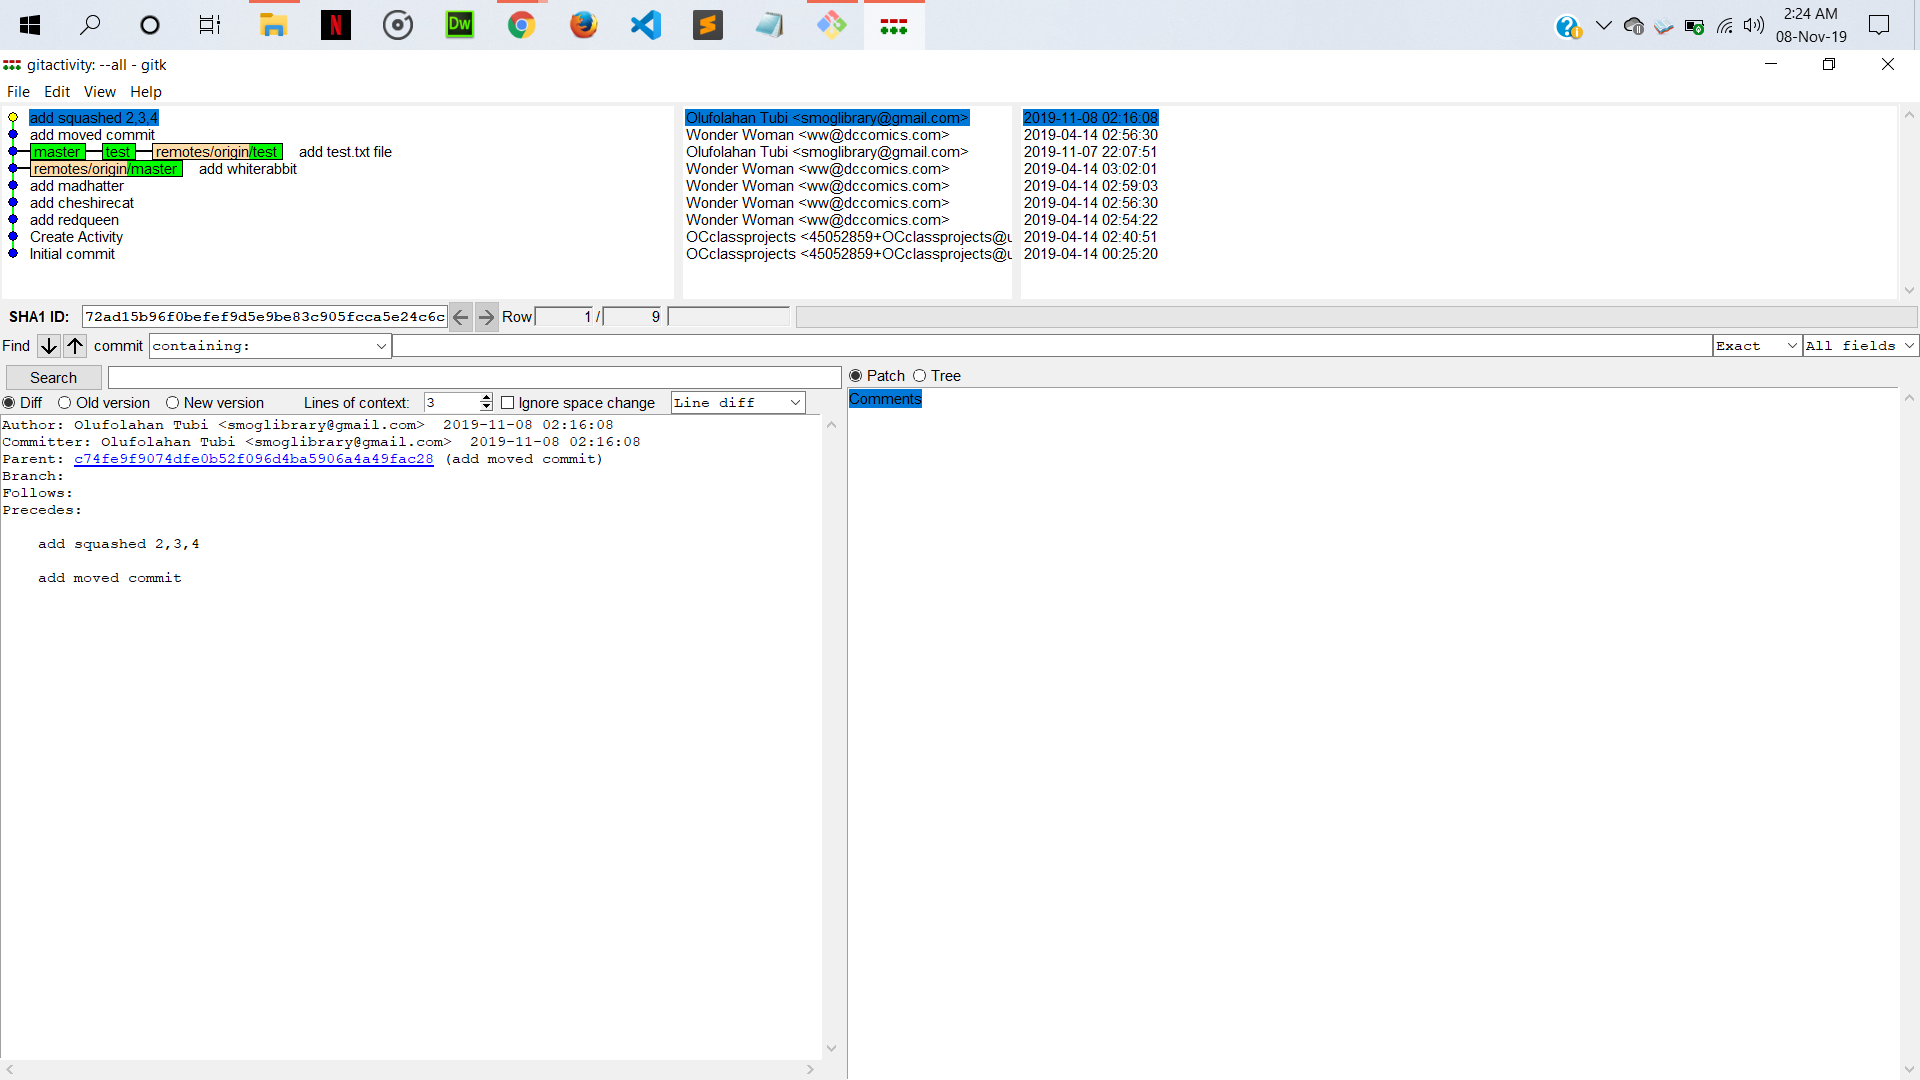 N
Dw
S
2:24 AM
08-Nov-19
gitactivity: --all - gitk
File Edit View Help
add squashed 2,3,4 Olufolahan Tubi <smoglibrary@gmail.com> 2019-11-08 02:16:08
add moved commit Wonder Woman <ww@dccomics.com> 2019-04-14 02:56:30
master test remotes/origin/test add test.txt file Olufolahan Tubi <smoglibrary@gmail.com> 2019-11-07 22:07:51
remotes/origin/master add whiterabbit Wonder Woman <ww@dccomics.com> 2019-04-14 03:02:01
add madhatter Wonder Woman <ww@dccomics.com> 2019-04-14 02:59:03
add cheshirecat Wonder Woman <ww@dccomics.com> 2019-04-14 02:56:30
add redqueen Wonder Woman <ww@dccomics.com> 2019-04-14 02:54:22
Create Activity OCclassprojects <45052859+OCclassprojects@u 2019-04-14 02:40:51
Initial commit OCclassprojects <45052859+OCclassprojects@u 2019-04-14 00:25:20
SHA1 ID: 72ad15b96f0befef9d5e9be83c905fcca5e24c6c Row 1 / 9
Find commit containing: Exact All fields
Search
Patch Tree
Diff Old version New version Lines of context: 3 Ignore space change Line diff
Comments
Author: Olufolahan Tubi <smoglibrary@gmail.com> 2019-11-08 02:16:08
Committer: Olufolahan Tubi <smoglibrary@gmail.com> 2019-11-08 02:16:08
Parent: c74fe9f9074dfe0b52f096d4ba5906a4a49fac28 (add moved commit)
Branch:
Follows:
Precedes:
add squashed 2,3,4
add moved commit